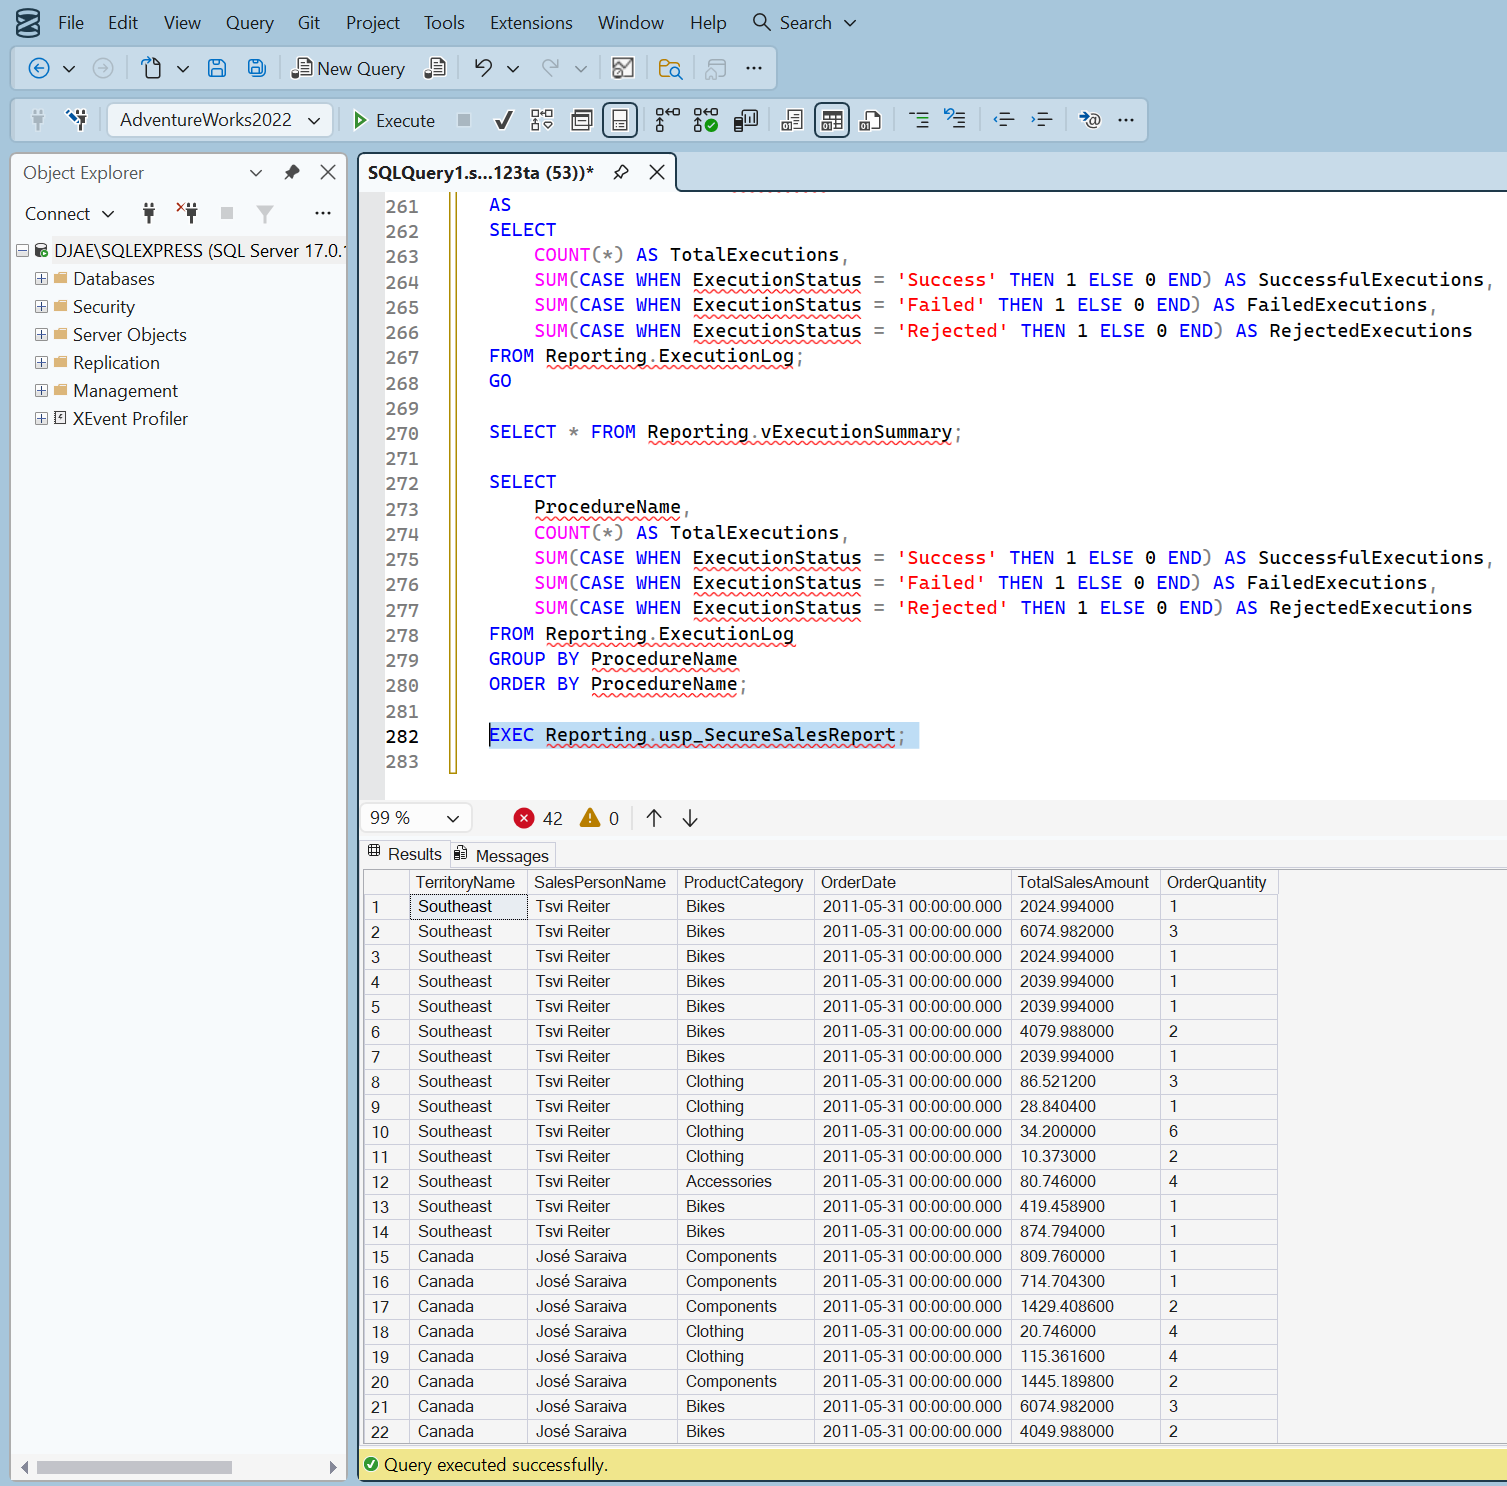 File Edit View Query Git Project Tools Extensions Window Help Search
New Query
AdventureWorks2022 Execute
Object Explorer
Connect
DJAE\SQLEXPRESS (SQL Server 17.0.1
Databases
Security
Server Objects
Replication
Management
XEvent Profiler
SQLQuery1.s...123ta (53))*
261 AS
262 SELECT
263 COUNT(*) AS TotalExecutions,
264 SUM(CASE WHEN ExecutionStatus = 'Success' THEN 1 ELSE 0 END) AS SuccessfulExecutions,
265 SUM(CASE WHEN ExecutionStatus = 'Failed' THEN 1 ELSE 0 END) AS FailedExecutions,
266 SUM(CASE WHEN ExecutionStatus = 'Rejected' THEN 1 ELSE 0 END) AS RejectedExecutions
267 FROM Reporting.ExecutionLog;
268 GO
269
270 SELECT * FROM Reporting.vExecutionSummary;
271
272 SELECT
273 ProcedureName,
274 COUNT(*) AS TotalExecutions,
275 SUM(CASE WHEN ExecutionStatus = 'Success' THEN 1 ELSE 0 END) AS SuccessfulExecutions,
276 SUM(CASE WHEN ExecutionStatus = 'Failed' THEN 1 ELSE 0 END) AS FailedExecutions,
277 SUM(CASE WHEN ExecutionStatus = 'Rejected' THEN 1 ELSE 0 END) AS RejectedExecutions
278 FROM Reporting.ExecutionLog
279 GROUP BY ProcedureName
280 ORDER BY ProcedureName;
281
282 EXEC Reporting.usp_SecureSalesReport;
283
99 % 42 0
Results Messages
TerritoryName SalesPersonName ProductCategory OrderDate TotalSalesAmount OrderQuantity
1 Southeast Tsvi Reiter Bikes 2011-05-31 00:00:00.000 2024.994000 1
2 Southeast Tsvi Reiter Bikes 2011-05-31 00:00:00.000 6074.982000 3
3 Southeast Tsvi Reiter Bikes 2011-05-31 00:00:00.000 2024.994000 1
4 Southeast Tsvi Reiter Bikes 2011-05-31 00:00:00.000 2039.994000 1
5 Southeast Tsvi Reiter Bikes 2011-05-31 00:00:00.000 2039.994000 1
6 Southeast Tsvi Reiter Bikes 2011-05-31 00:00:00.000 4079.988000 2
7 Southeast Tsvi Reiter Bikes 2011-05-31 00:00:00.000 2039.994000 1
8 Southeast Tsvi Reiter Clothing 2011-05-31 00:00:00.000 86.521200 3
9 Southeast Tsvi Reiter Clothing 2011-05-31 00:00:00.000 28.840400 1
10 Southeast Tsvi Reiter Clothing 2011-05-31 00:00:00.000 34.200000 6
11 Southeast Tsvi Reiter Clothing 2011-05-31 00:00:00.000 10.373000 2
12 Southeast Tsvi Reiter Accessories 2011-05-31 00:00:00.000 80.746000 4
13 Southeast Tsvi Reiter Bikes 2011-05-31 00:00:00.000 419.458900 1
14 Southeast Tsvi Reiter Bikes 2011-05-31 00:00:00.000 874.794000 1
15 Canada José Saraiva Components 2011-05-31 00:00:00.000 809.760000 1
16 Canada José Saraiva Components 2011-05-31 00:00:00.000 714.704300 1
17 Canada José Saraiva Components 2011-05-31 00:00:00.000 1429.408600 2
18 Canada José Saraiva Clothing 2011-05-31 00:00:00.000 20.746000 4
19 Canada José Saraiva Clothing 2011-05-31 00:00:00.000 115.361600 4
20 Canada José Saraiva Components 2011-05-31 00:00:00.000 1445.189800 2
21 Canada José Saraiva Bikes 2011-05-31 00:00:00.000 6074.982000 3
22 Canada José Saraiva Bikes 2011-05-31 00:00:00.000 4049.988000 2
Query executed successfully.